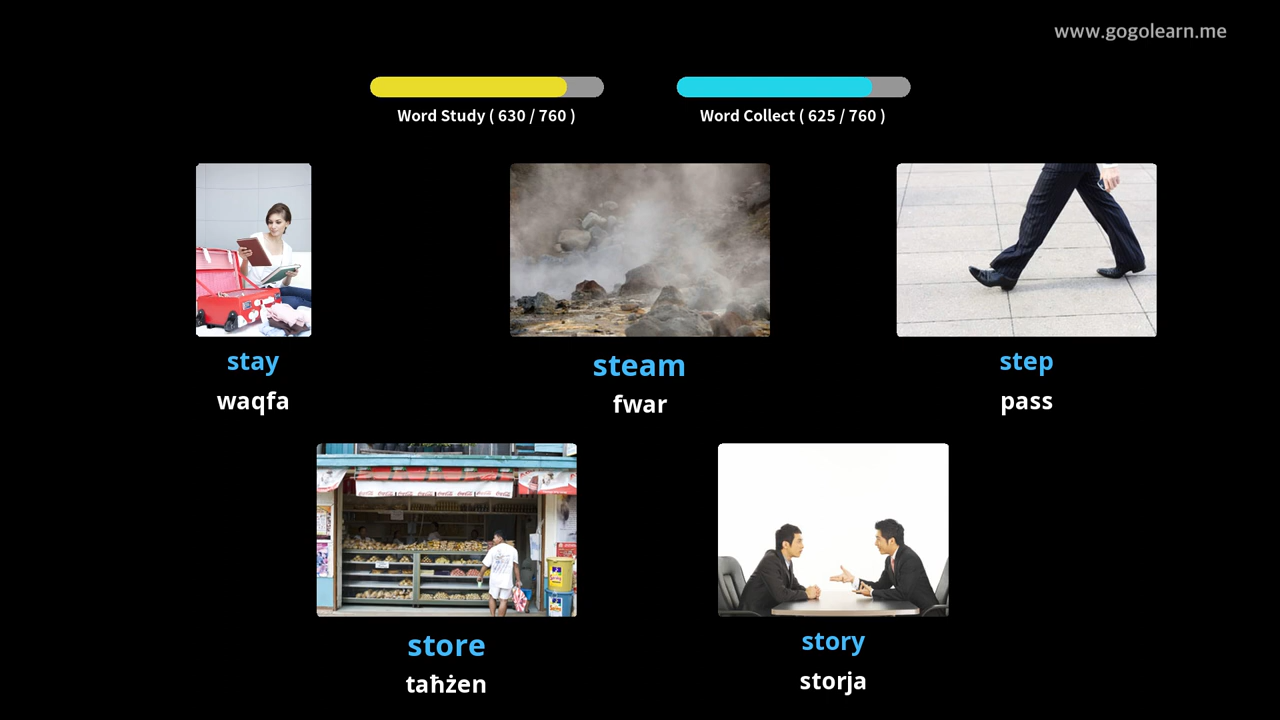 www.gogolearn.me
Word Study ( 630 / 760 )
Word Collect ( 625 / 760 )
stay
waqfa
steam
fwar
step
pass
store
taħżen
story
storja